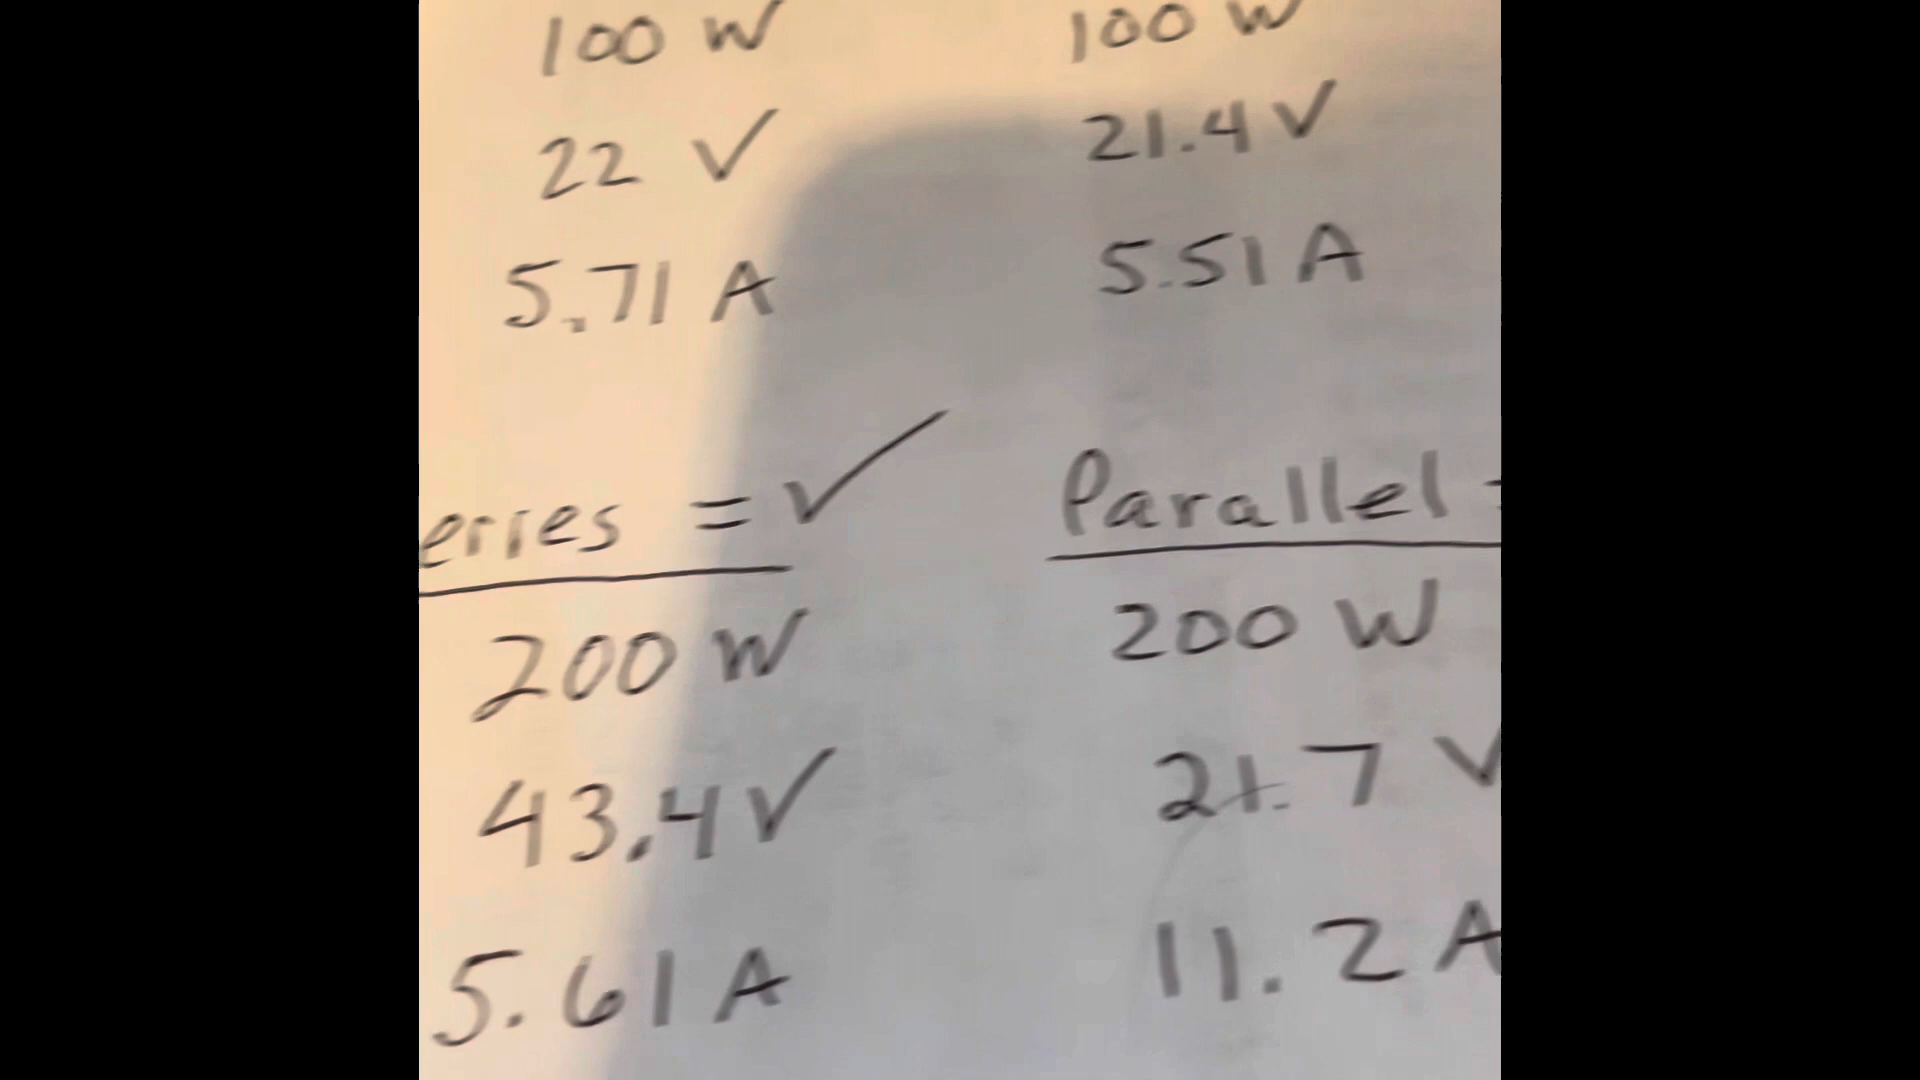 100 W 100 W
22 V 21.4 V
5.71 A 5.51 A
eries = ✓ Parallel =
200 W 200 W
43.4 V 21.7 V
5.61 A 11.2 A